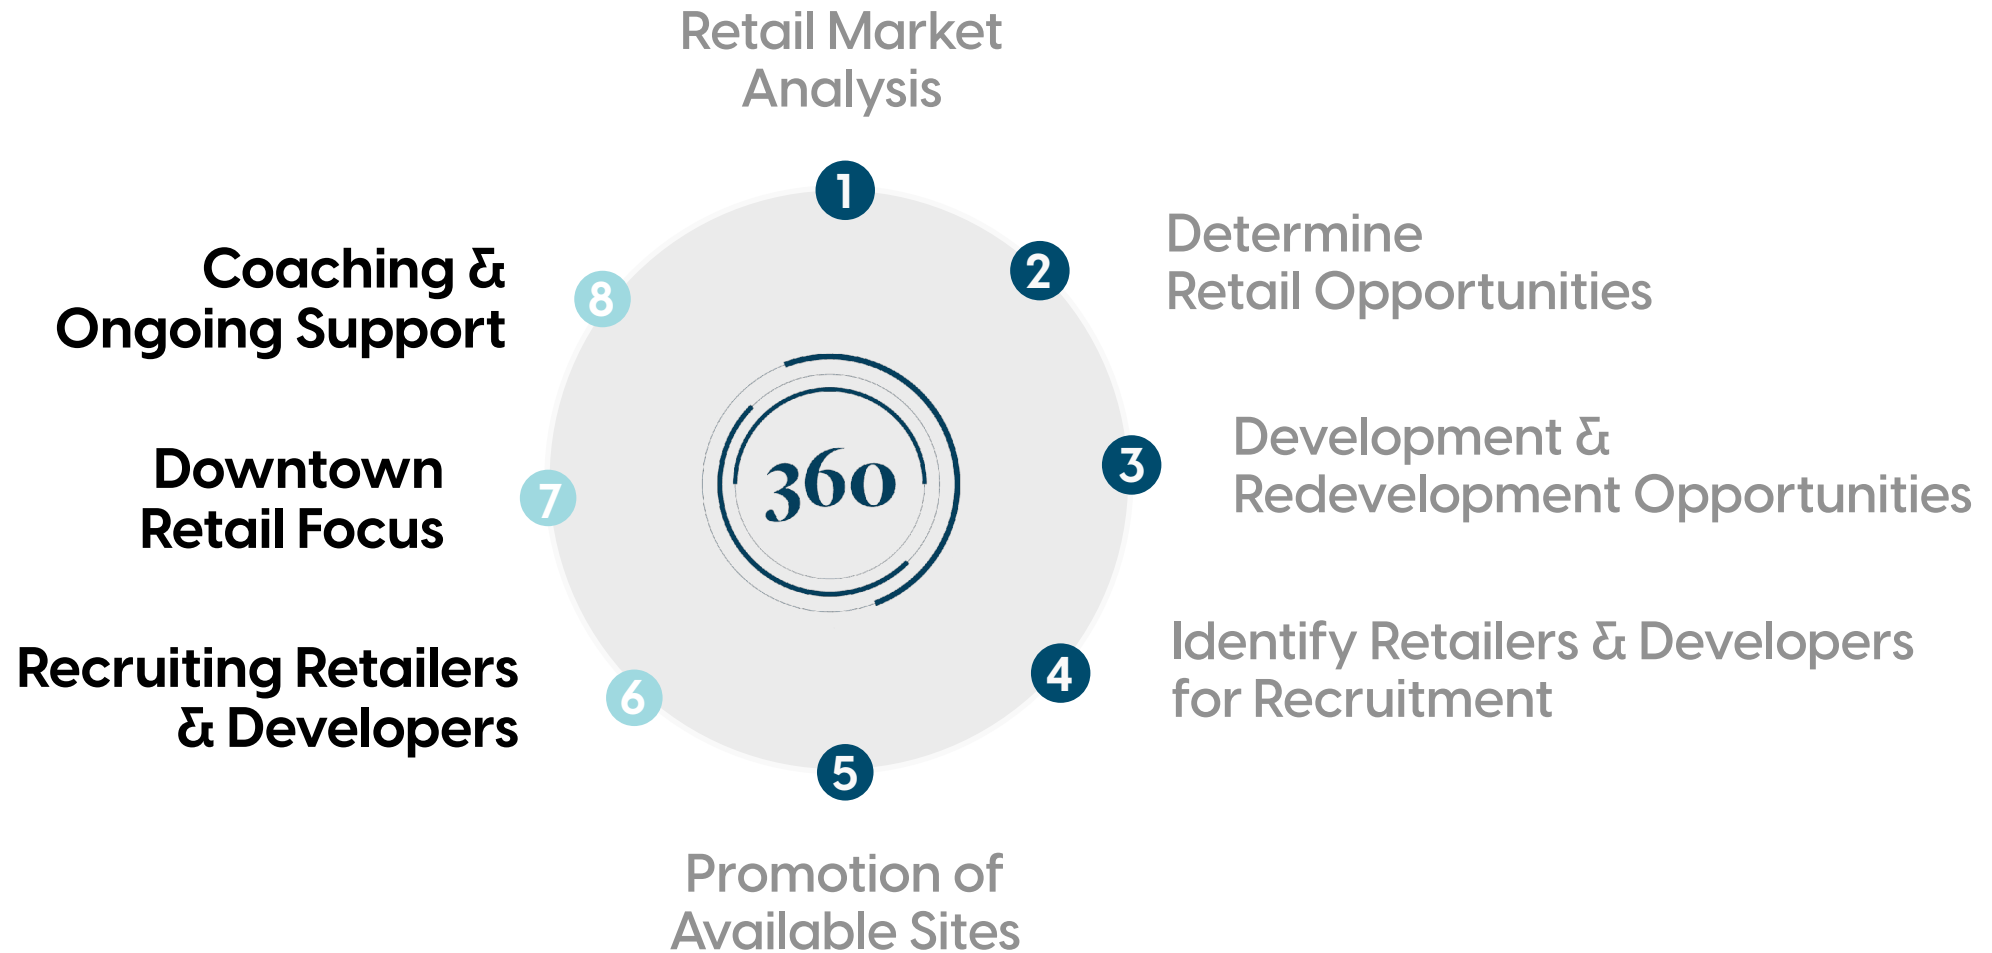 Retail Market
Analysis
1
2
Determine
Retail Opportunities
3
Development &
Redevelopment Opportunities
4
Identify Retailers & Developers
for Recruitment
5
Promotion of
Available Sites
6
Recruiting Retailers
& Developers
7
Downtown
Retail Focus
8
Coaching &
Ongoing Support
360